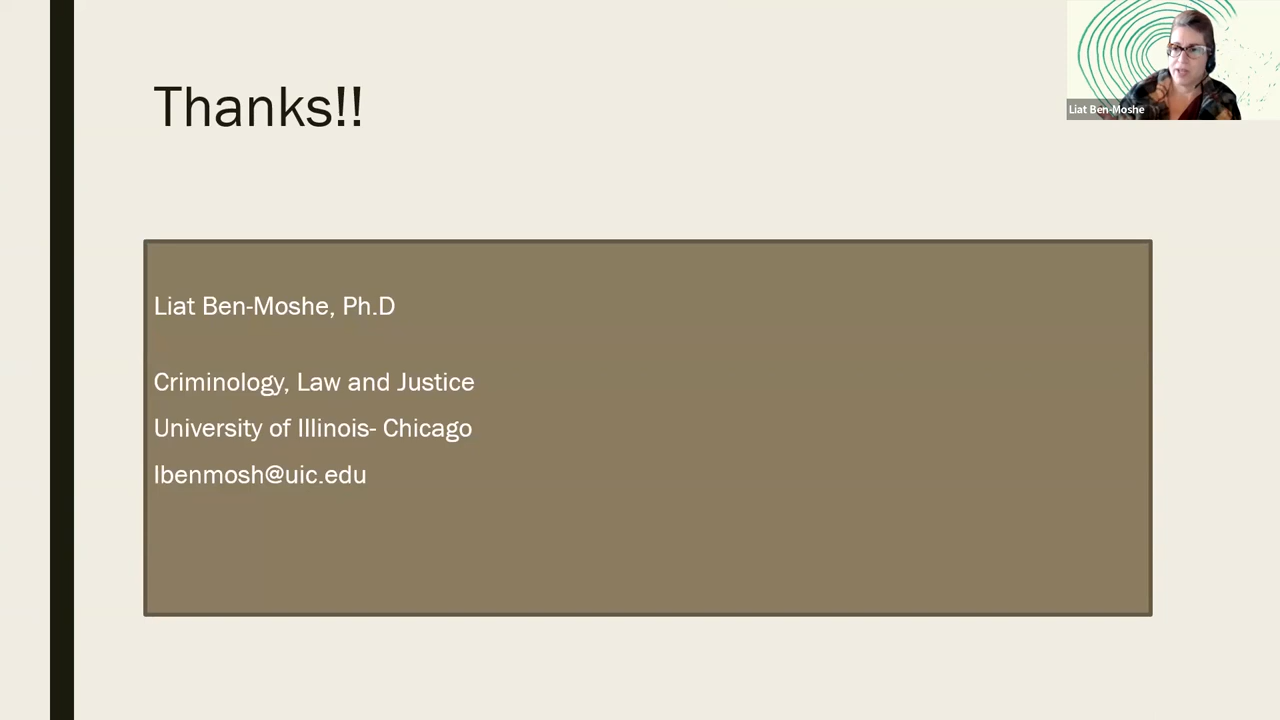 Thanks!!
Liat Ben-Moshe
Liat Ben-Moshe, Ph.D
Criminology, Law and Justice
University of Illinois- Chicago
lbenmosh@uic.edu